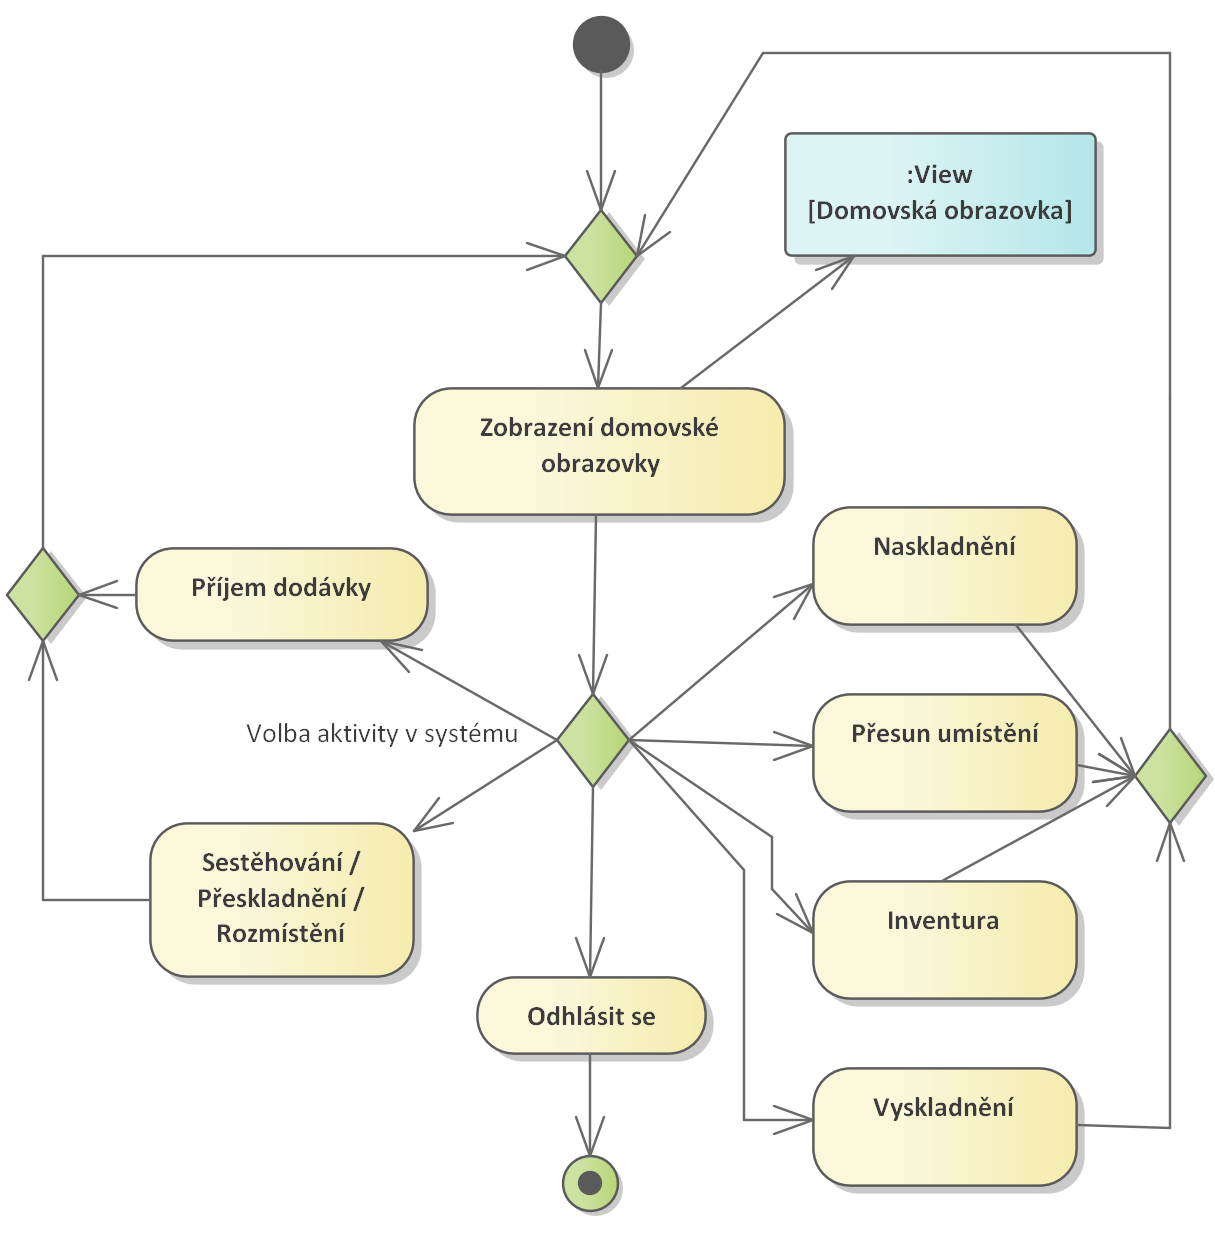 :View
[Domovská obrazovka]
Zobrazení domovské
obrazovky
Naskladnění
Příjem dodávky
Volba aktivity v systému
Přesun umístění
Sestěhování /
Přeskladnění /
Rozmístění
Inventura
Odhlásit se
Vyskladnění